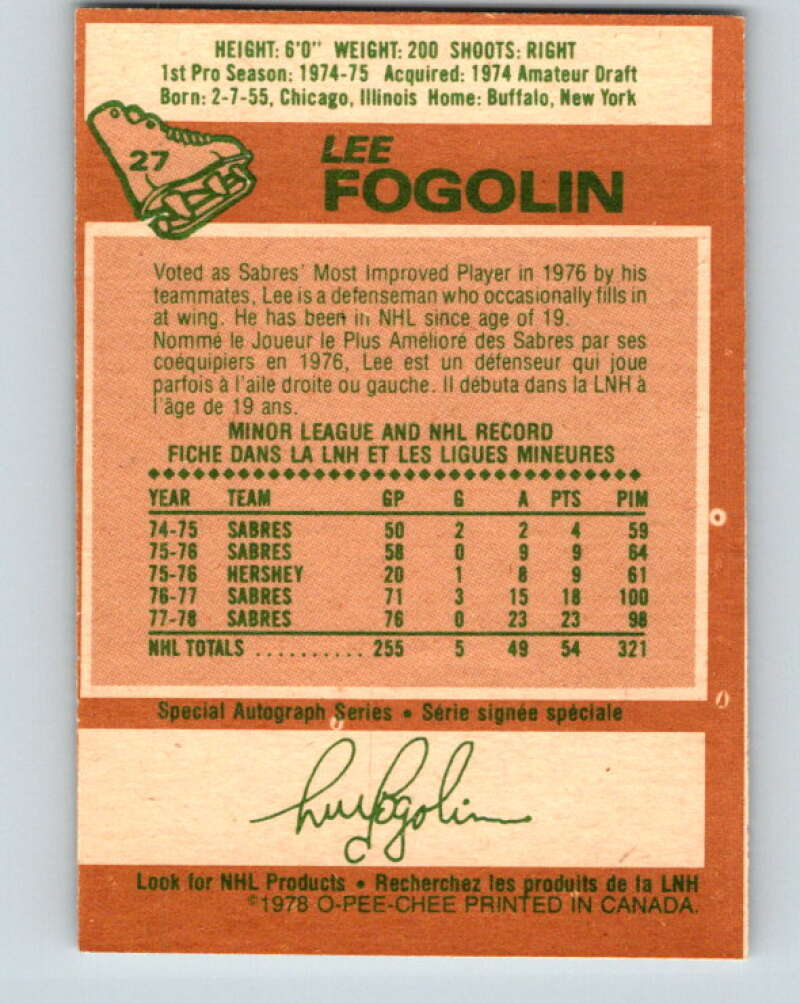 HEIGHT: 6'0" WEIGHT: 200 SHOOTS: RIGHT
1st Pro Season: 1974-75 Acquired: 1974 Amateur Draft
Born: 2-7-55, Chicago, Illinois Home: Buffalo, New York
27
LEE
FOGOLIN
Voted as Sabres' Most Improved Player in 1976 by his
teammates, Lee is a defenseman who occasionally fills in
at wing. He has been in NHL since age of 19.
Nommé le Joueur le Plus Amélioré des Sabres par ses
coéquipiers en 1976, Lee est un défenseur qui joue
parfois à l'aile droite ou gauche. Il débuta dans la LNH à
l'âge de 19 ans.
MINOR LEAGUE AND NHL RECORD
FICHE DANS LA LNH ET LES LIGUES MINEURES
YEAR TEAM GP G A PTS PIM
74-75 SABRES 50 2 2 4 59
75-76 SABRES 58 0 9 9 64
75-76 HERSHEY 20 1 8 9 61
76-77 SABRES 71 3 15 18 100
77-78 SABRES 76 0 23 23 98
NHL TOTALS .......... 255 5 49 54 321
Special Autograph Series • Série signée spéciale
Lee Fogolin
Look for NHL Products • Recherchez les produits de la LNH
©1978 O-PEE-CHEE PRINTED IN CANADA.